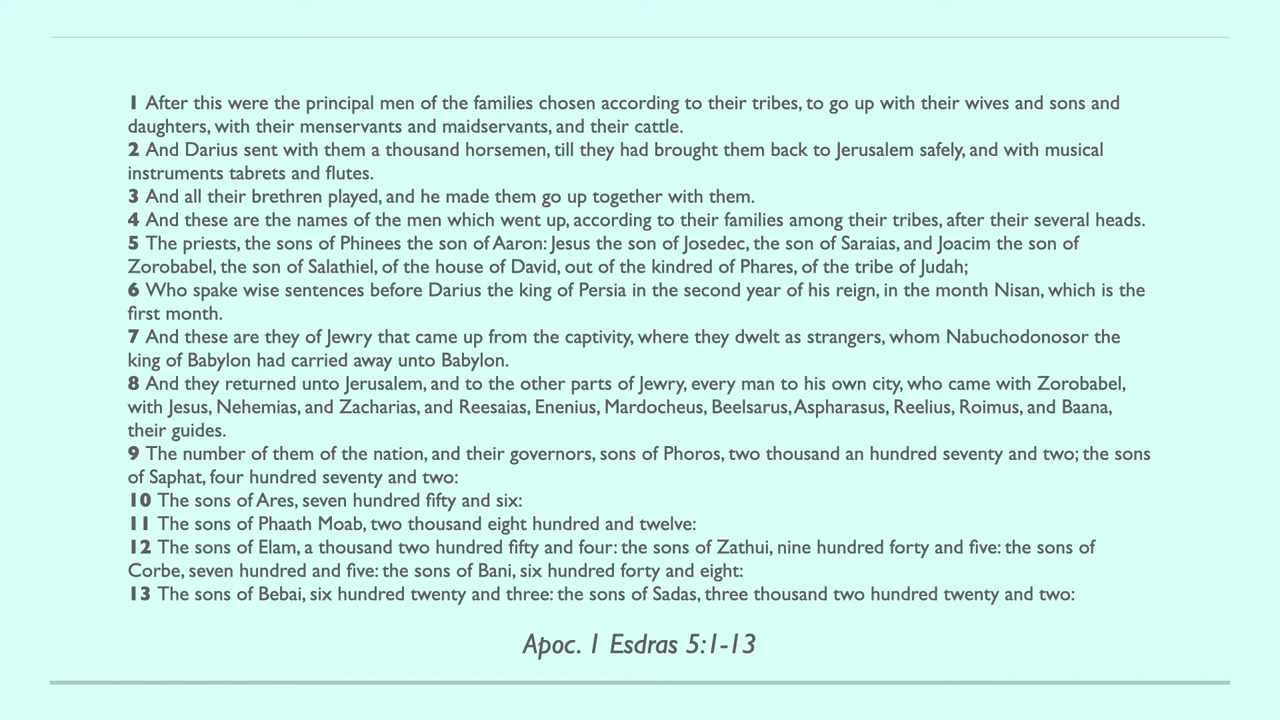 1 After this were the principal men of the families chosen according to their tribes, to go up with their wives and sons and
daughters, with their menservants and maidservants, and their cattle.
2 And Darius sent with them a thousand horsemen, till they had brought them back to Jerusalem safely, and with musical
instruments tabrets and flutes.
3 And all their brethren played, and he made them go up together with them.
4 And these are the names of the men which went up, according to their families among their tribes, after their several heads.
5 The priests, the sons of Phinees the son of Aaron: Jesus the son of Josedec, the son of Saraias, and Joacim the son of
Zorobabel, the son of Salathiel, of the house of David, out of the kindred of Phares, of the tribe of Judah;
6 Who spake wise sentences before Darius the king of Persia in the second year of his reign, in the month Nisan, which is the
first month.
7 And these are they of Jewry that came up from the captivity, where they dwelt as strangers, whom Nabuchodonosor the
king of Babylon had carried away unto Babylon.
8 And they returned unto Jerusalem, and to the other parts of Jewry, every man to his own city, who came with Zorobabel,
with Jesus, Nehemias, and Zacharias, and Reesaias, Enenius, Mardocheus, Beelsarus, Aspharasus, Reelius, Roimus, and Baana,
their guides.
9 The number of them of the nation, and their governors, sons of Phoros, two thousand an hundred seventy and two; the sons
of Saphat, four hundred seventy and two:
10 The sons of Ares, seven hundred fifty and six:
11 The sons of Phaath Moab, two thousand eight hundred and twelve:
12 The sons of Elam, a thousand two hundred fifty and four: the sons of Zathui, nine hundred forty and five: the sons of
Corbe, seven hundred and five: the sons of Bani, six hundred forty and eight:
13 The sons of Bebai, six hundred twenty and three: the sons of Sadas, three thousand two hundred twenty and two:
Apoc. 1 Esdras 5:1-13